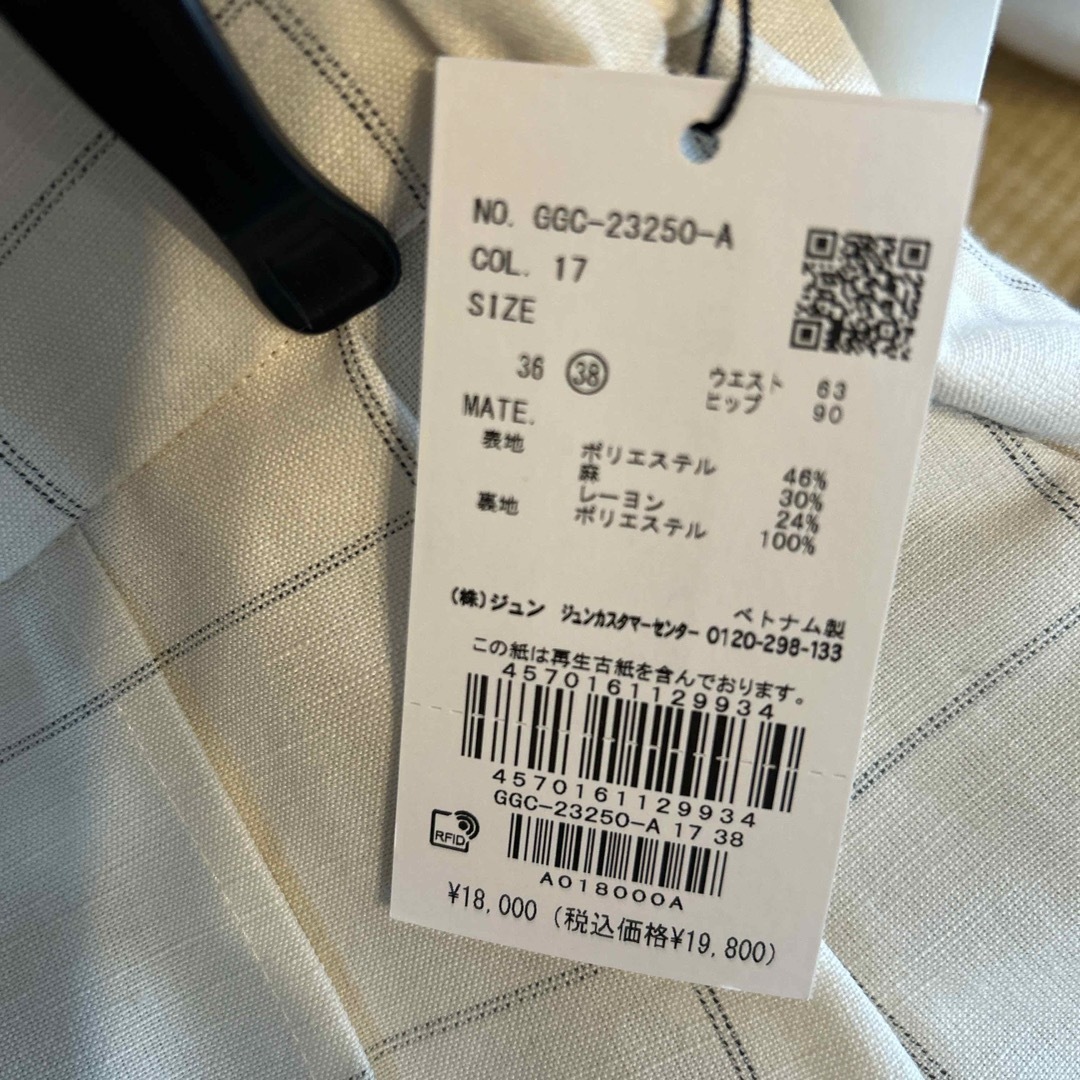 NO. GGC-23250-A
COL. 17
SIZE
36 38
ウエスト 63
ヒップ 90
MATE.
表地 ポリエステル 46%
麻 30%
レーヨン 24%
裏地 ポリエステル 100%
ベトナム製
(株)ジュン ジュンカスタマーセンター 0120-298-133
この紙は再生古紙を含んでおります。
4570161129934
4570161129934
GGC-23250-A 17 38
RFID
A018000A
¥18,000 (税込価格¥19,800)